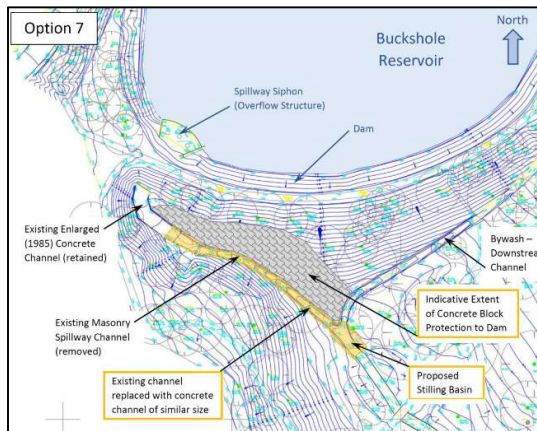 Option 7
North
Buckshole
Reservoir
Spillway Siphon
(Overflow Structure)
Dam
Existing Enlarged
(1985) Concrete
Channel (retained)
Bywash –
Downstrea
Channel
Indicative Extent
of Concrete Block
Protection to Dam
Existing Masonry
Spillway Channel
(removed)
Existing channel
replaced with concrete
channel of similar size
Proposed
Stilling Basin